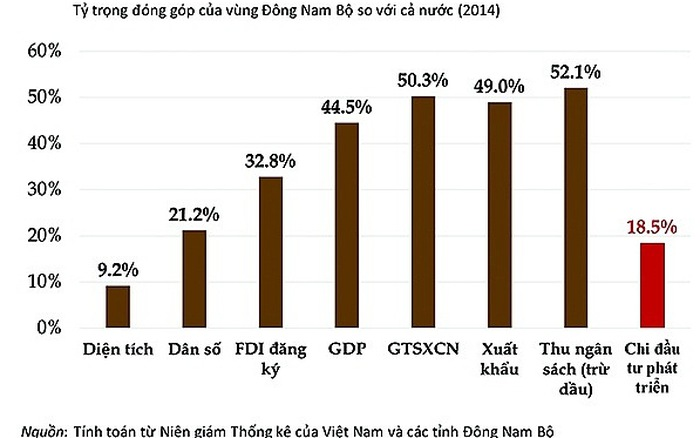 Tỷ trọng đóng góp của vùng Đông Nam Bộ so với cả nước (2014)
60%
50%
40%
30%
20%
10%
0%
9.2%
21.2%
32.8%
44.5%
50.3%
49.0%
52.1%
18.5%
Diện tích
Dân số
FDI đăng
ký
GDP
GTSXCN
Xuất
khẩu
Thu ngân
sách (trừ
dầu)
Chi đầu
tư phát
triển
Nguồn: Tính toán từ Niên giám Thống kê của Việt Nam và các tỉnh Đông Nam Bộ